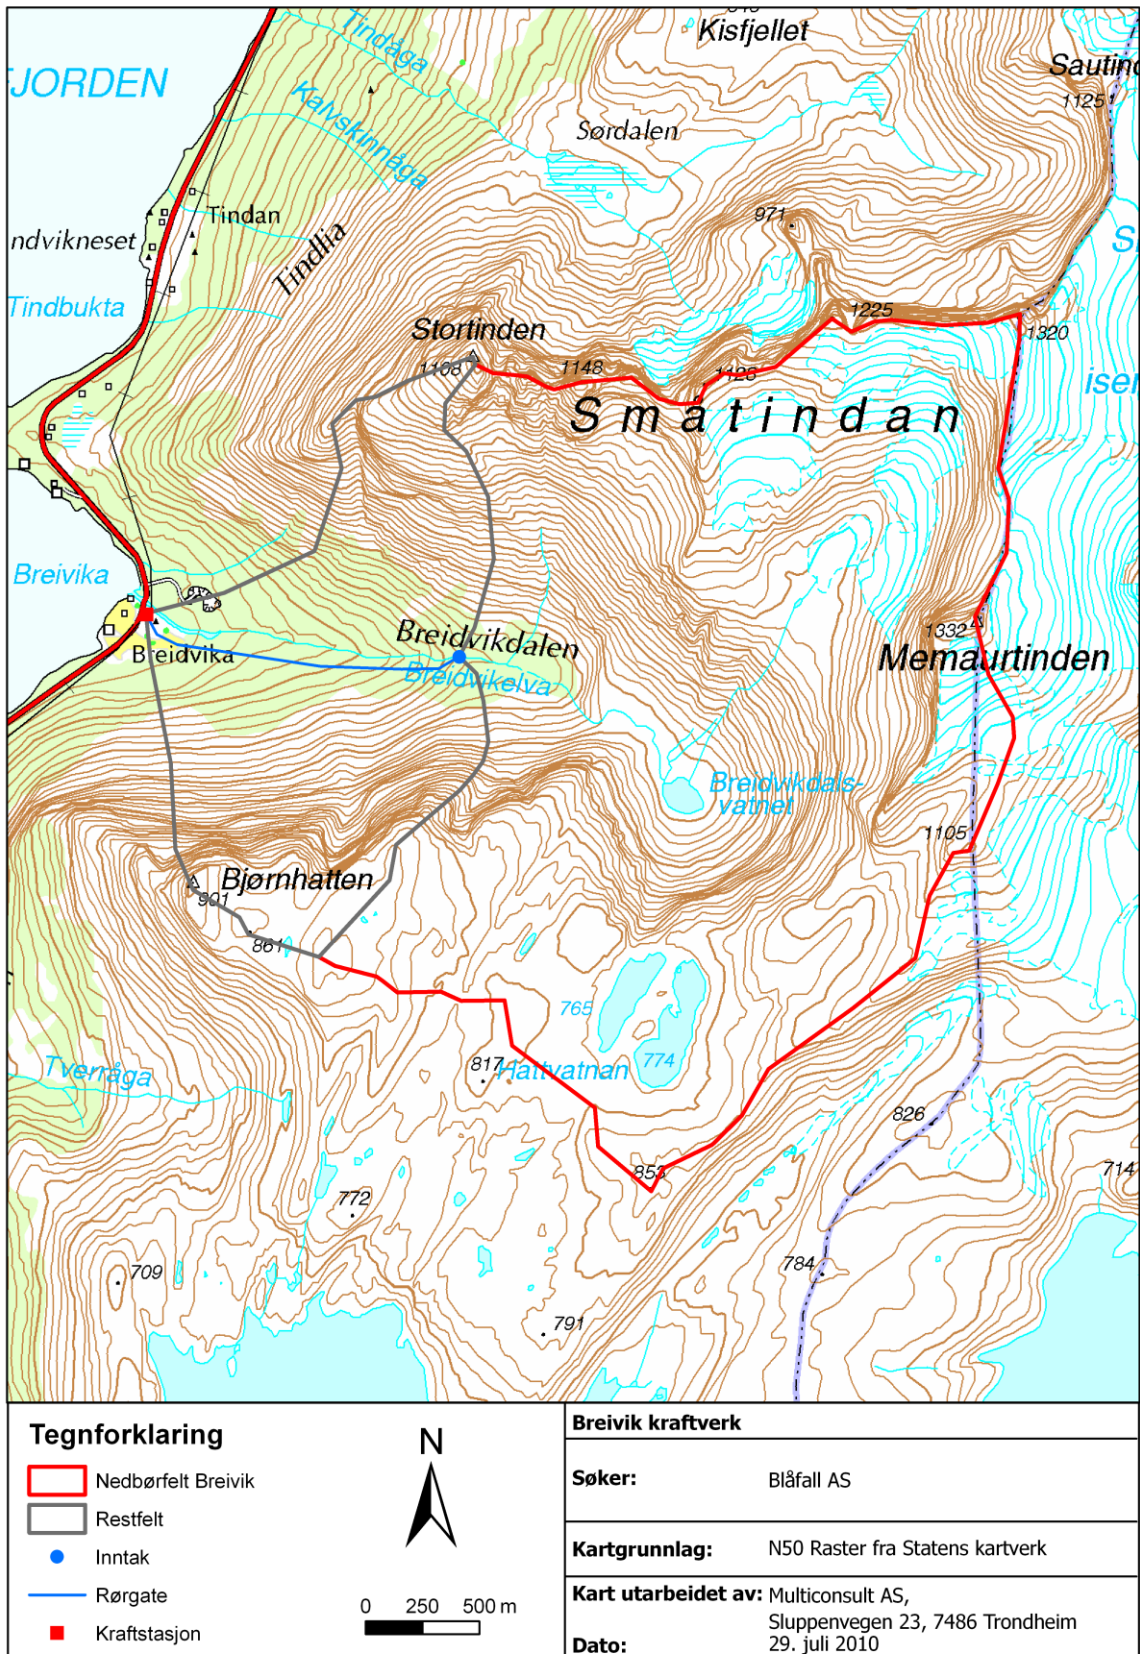 Kisfjellet
Tindåga
JORDEN
Kalvskinnåga
Sautind
1125
Sørdalen
971
Tindan
ndvikneset
Tindlia
Tindbukta
1225
Stortinden
1320
1108
1148
1128
iser
Småtindan
Breivika
Breidvikdalen
1332
Breidvika
Memaurtinden
Breidvikelva
Breidvikdals-
vatnet
1105
Bjørnhatten
901
861
765
774
817
Hattvatnan
Tverråga
826
853
714
772
784
709
791
Tegnforklaring
Nedbørfelt Breivik
Restfelt
Inntak
Rørgate
Kraftstasjon
N
0 250 500 m
Breivik kraftverk
Søker: Blåfall AS
Kartgrunnlag: N50 Raster fra Statens kartverk
Kart utarbeidet av: Multiconsult AS,
Sluppenvegen 23, 7486 Trondheim
Dato: 29. juli 2010